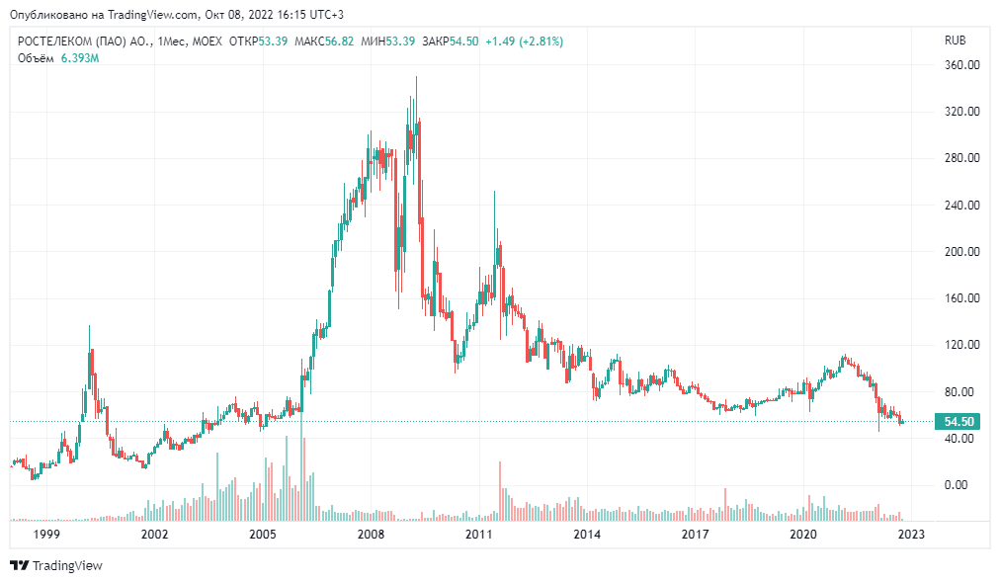 Опубликовано на TradingView.com, Окт 08, 2022 16:15 UTC+3
РОСТЕЛЕКОМ (ПАО) АО., 1Мес, MOEX ОТКР53.39 МАКС56.82 МИН53.39 ЗАКР54.50 +1.49 (+2.81%)
Объём 6.393M
RUB
360.00
320.00
280.00
240.00
200.00
160.00
120.00
80.00
54.50
40.00
0.00
1999 2002 2005 2008 2011 2014 2017 2020 2023
TradingView